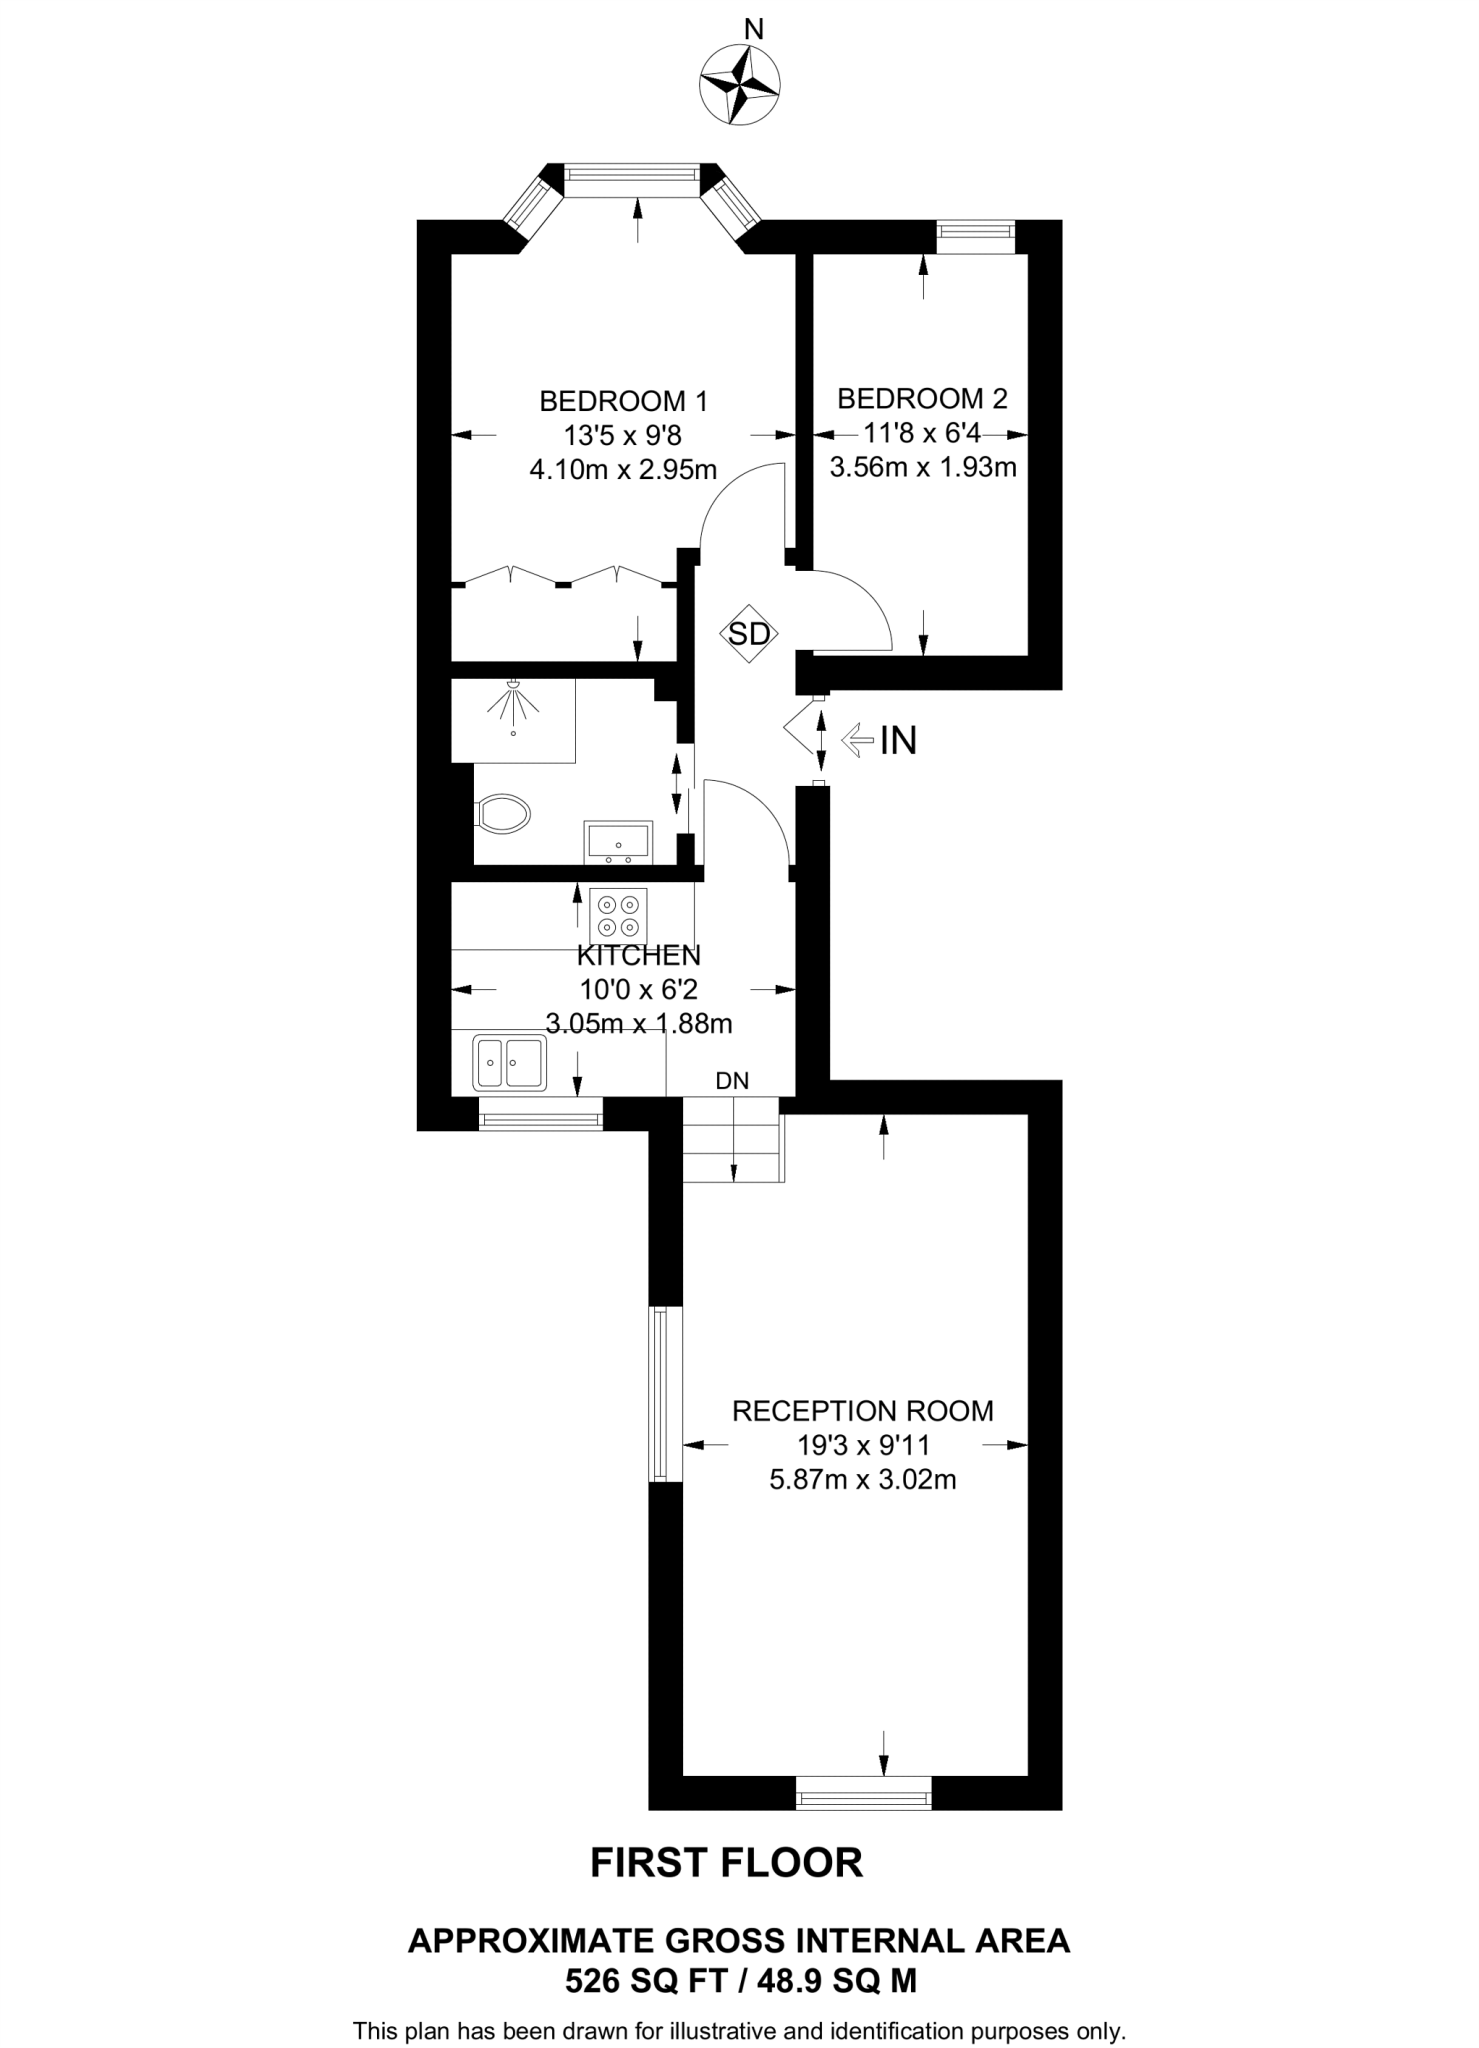 N
BEDROOM 1
13'5 x 9'8
4.10m x 2.95m
BEDROOM 2
11'8 x 6'4
3.56m x 1.93m
SD
IN
KITCHEN
10'0 x 6'2
3.05m x 1.88m
DN
RECEPTION ROOM
19'3 x 9'11
5.87m x 3.02m
FIRST FLOOR
APPROXIMATE GROSS INTERNAL AREA
526 SQ FT / 48.9 SQ M
This plan has been drawn for illustrative and identification purposes only.